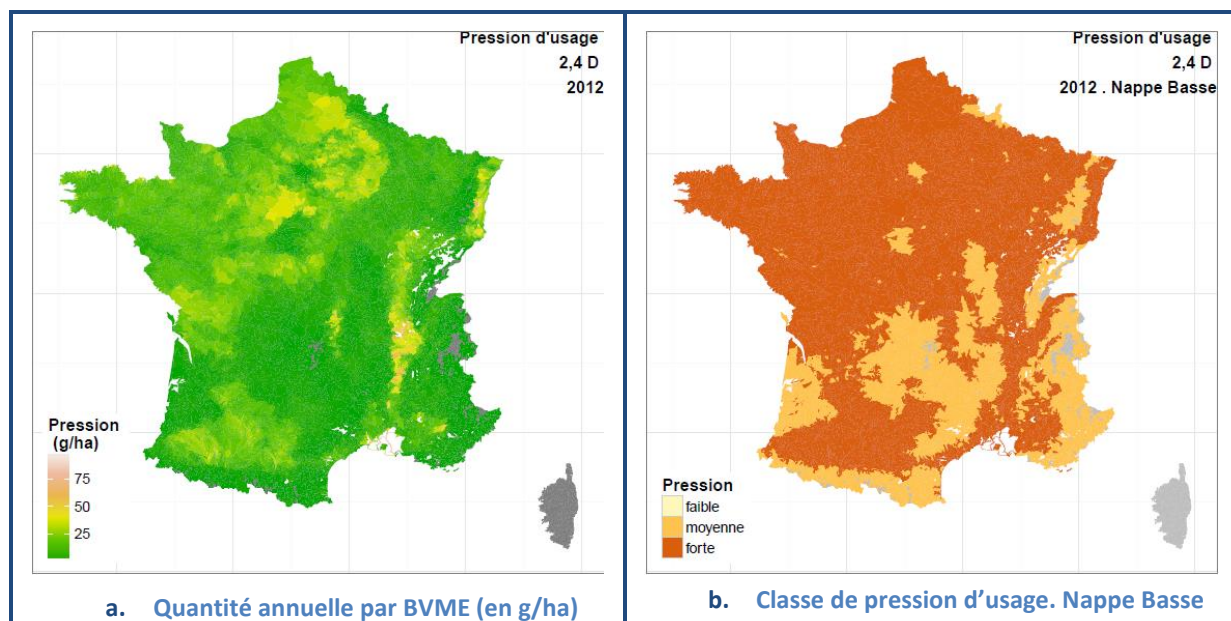 Pression d'usage
2,4 D
2012
Pression
(g/ha)
75
50
25
a. Quantité annuelle par BVME (en g/ha)
Pression d'usage
2,4 D
2012 . Nappe Basse
Pression
faible
moyenne
forte
b. Classe de pression d’usage. Nappe Basse